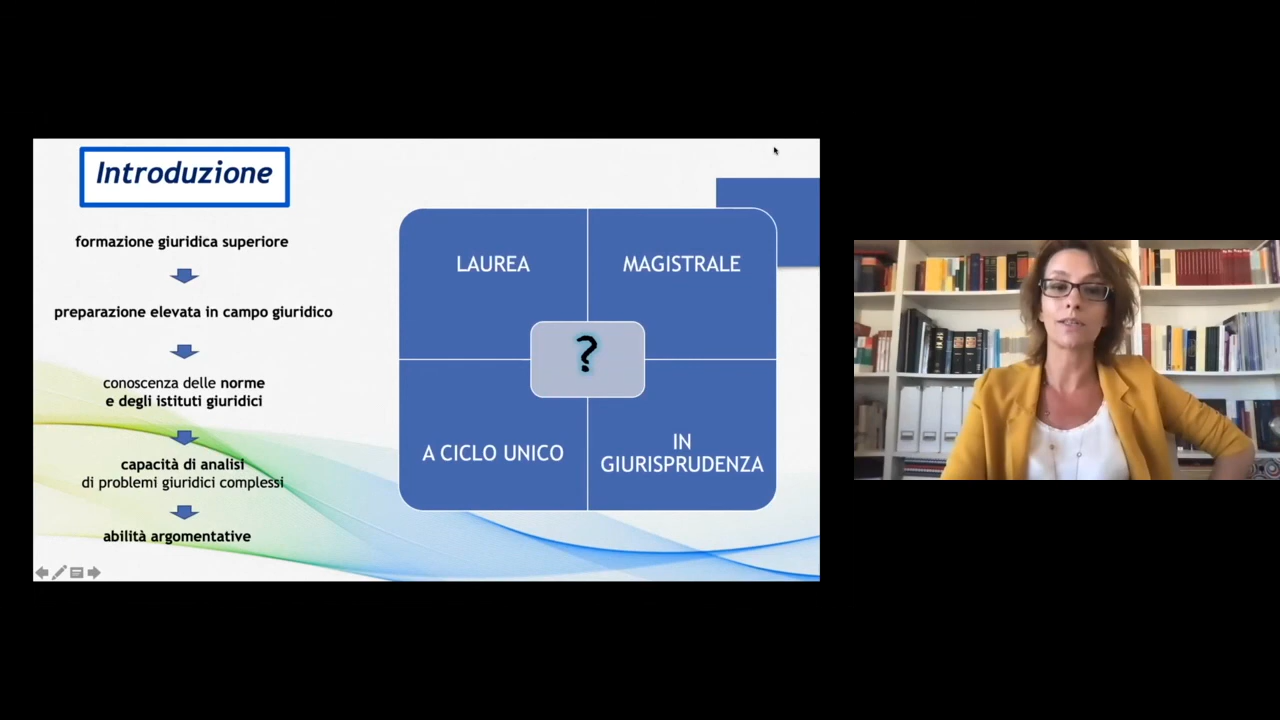 Introduzione
formazione giuridica superiore
preparazione elevata in campo giuridico
conoscenza delle norme
e degli istituti giuridici
capacità di analisi
di problemi giuridici complessi
abilità argomentative
LAUREA
MAGISTRALE
?
A CICLO UNICO
IN
GIURISPRUDENZA